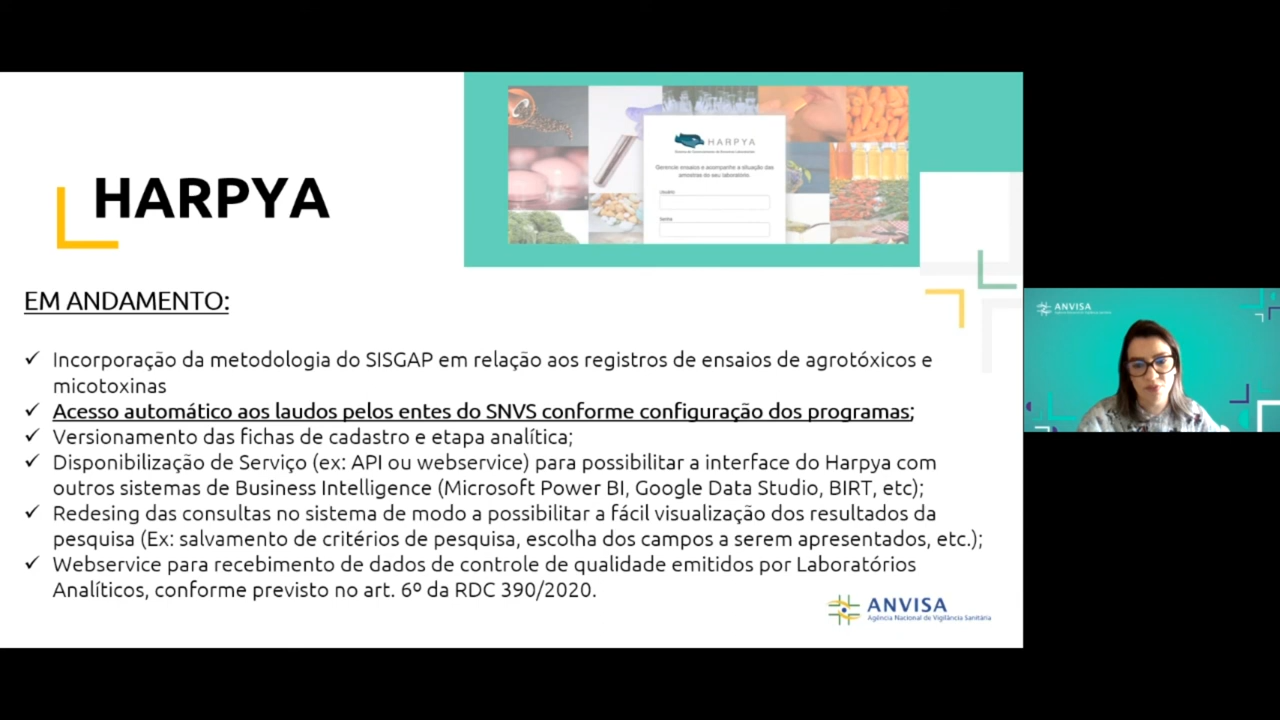 HARPYA
HARPYA
Gerencie ensaios e acompanhe a situação das
amostras do seu laboratório.
EM ANDAMENTO:
✓ Incorporação da metodologia do SISGAP em relação aos registros de ensaios de agrotóxicos e
micotoxinas
✓ Acesso automático aos laudos pelos entes do SNVS conforme configuração dos programas;
✓ Versionamento das fichas de cadastro e etapa analítica;
✓ Disponibilização de Serviço (ex: API ou webservice) para possibilitar a interface do Harpya com
outros sistemas de Business Intelligence (Microsoft Power BI, Google Data Studio, BIRT, etc);
✓ Redesing das consultas no sistema de modo a possibilitar a fácil visualização dos resultados da
pesquisa (Ex: salvamento de critérios de pesquisa, escolha dos campos a serem apresentados, etc.);
✓ Webservice para recebimento de dados de controle de qualidade emitidos por Laboratórios
Analíticos, conforme previsto no art. 6º da RDC 390/2020.
ANVISA
Agência Nacional de Vigilância Sanitária
ANVISA